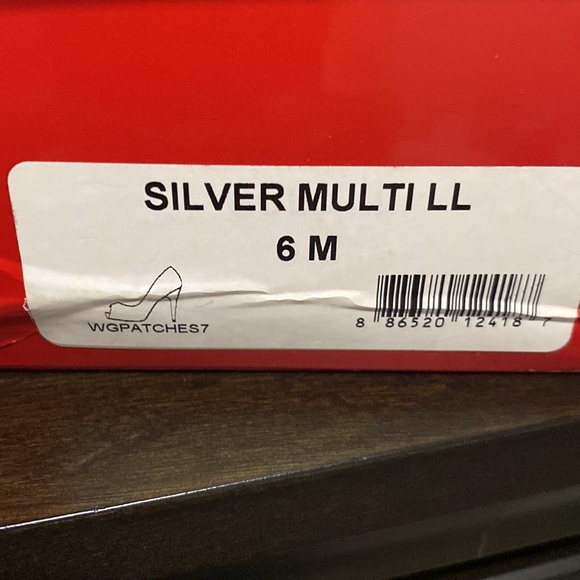 SILVER MULTI LL
6 M
WGPATCHES7
8 86520 12418 7